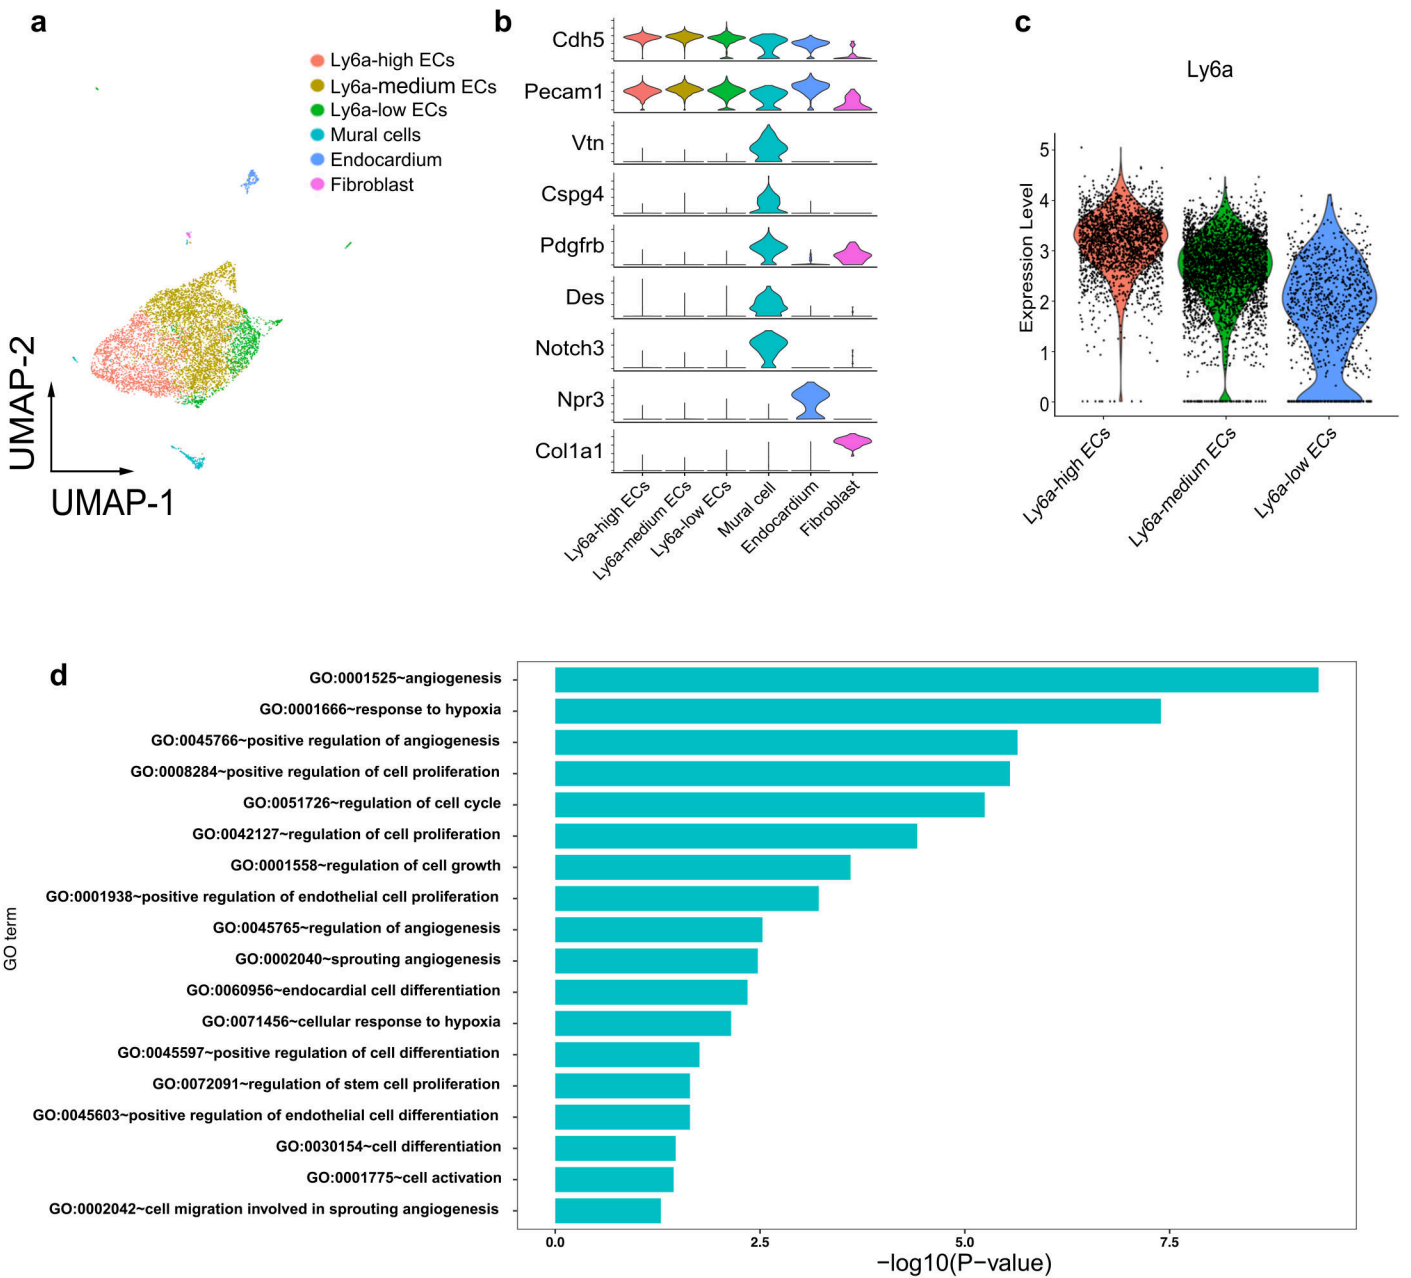 a
Ly6a-high ECs
Ly6a-medium ECs
Ly6a-low ECs
Mural cells
Endocardium
Fibroblast
UMAP-2
UMAP-1
b
Cdh5
Pecam1
Vtn
Cspg4
Pdgfrb
Des
Notch3
Npr3
Col1a1
Ly6a-high ECs
Ly6a-medium ECs
Ly6a-low ECs
Mural cell
Endocardium
Fibroblast
c
Ly6a
Expression Level
5
4
3
2
1
0
Ly6a-high ECs
Ly6a-medium ECs
Ly6a-low ECs
d
GO term
GO:0001525~angiogenesis
GO:0001666~response to hypoxia
GO:0045766~positive regulation of angiogenesis
GO:0008284~positive regulation of cell proliferation
GO:0051726~regulation of cell cycle
GO:0042127~regulation of cell proliferation
GO:0001558~regulation of cell growth
GO:0001938~positive regulation of endothelial cell proliferation
GO:0045765~regulation of angiogenesis
GO:0002040~sprouting angiogenesis
GO:0060956~endocardial cell differentiation
GO:0071456~cellular response to hypoxia
GO:0045597~positive regulation of cell differentiation
GO:0072091~regulation of stem cell proliferation
GO:0045603~positive regulation of endothelial cell differentiation
GO:0030154~cell differentiation
GO:0001775~cell activation
GO:0002042~cell migration involved in sprouting angiogenesis
0.0 2.5 5.0 7.5
−log10(P−value)